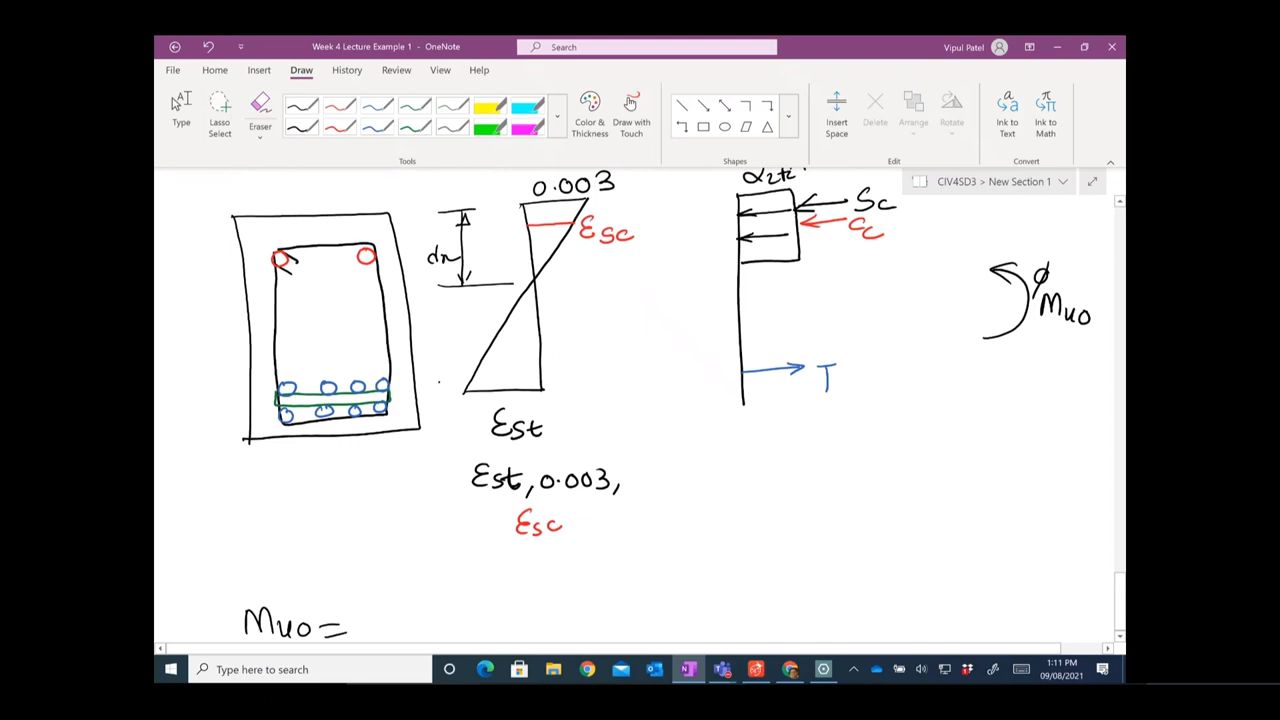 Week 4 Lecture Example 1 - OneNote
Search
Vipul Patel
File Home Insert Draw History Review View Help
Type
Lasso Select
Eraser
Color & Thickness
Draw with Touch
Insert Space
Delete
Arrange
Rotate
Ink to Text
Ink to Math
Tools
Shapes
Edit
Convert
CIV4SD3 > New Section 1
0.003
Sc
Cc
εsc
dn
ϕ
Muo
T
εst
εst, 0.003,
εsc
Muo =
Type here to search
1:11 PM
09/08/2021